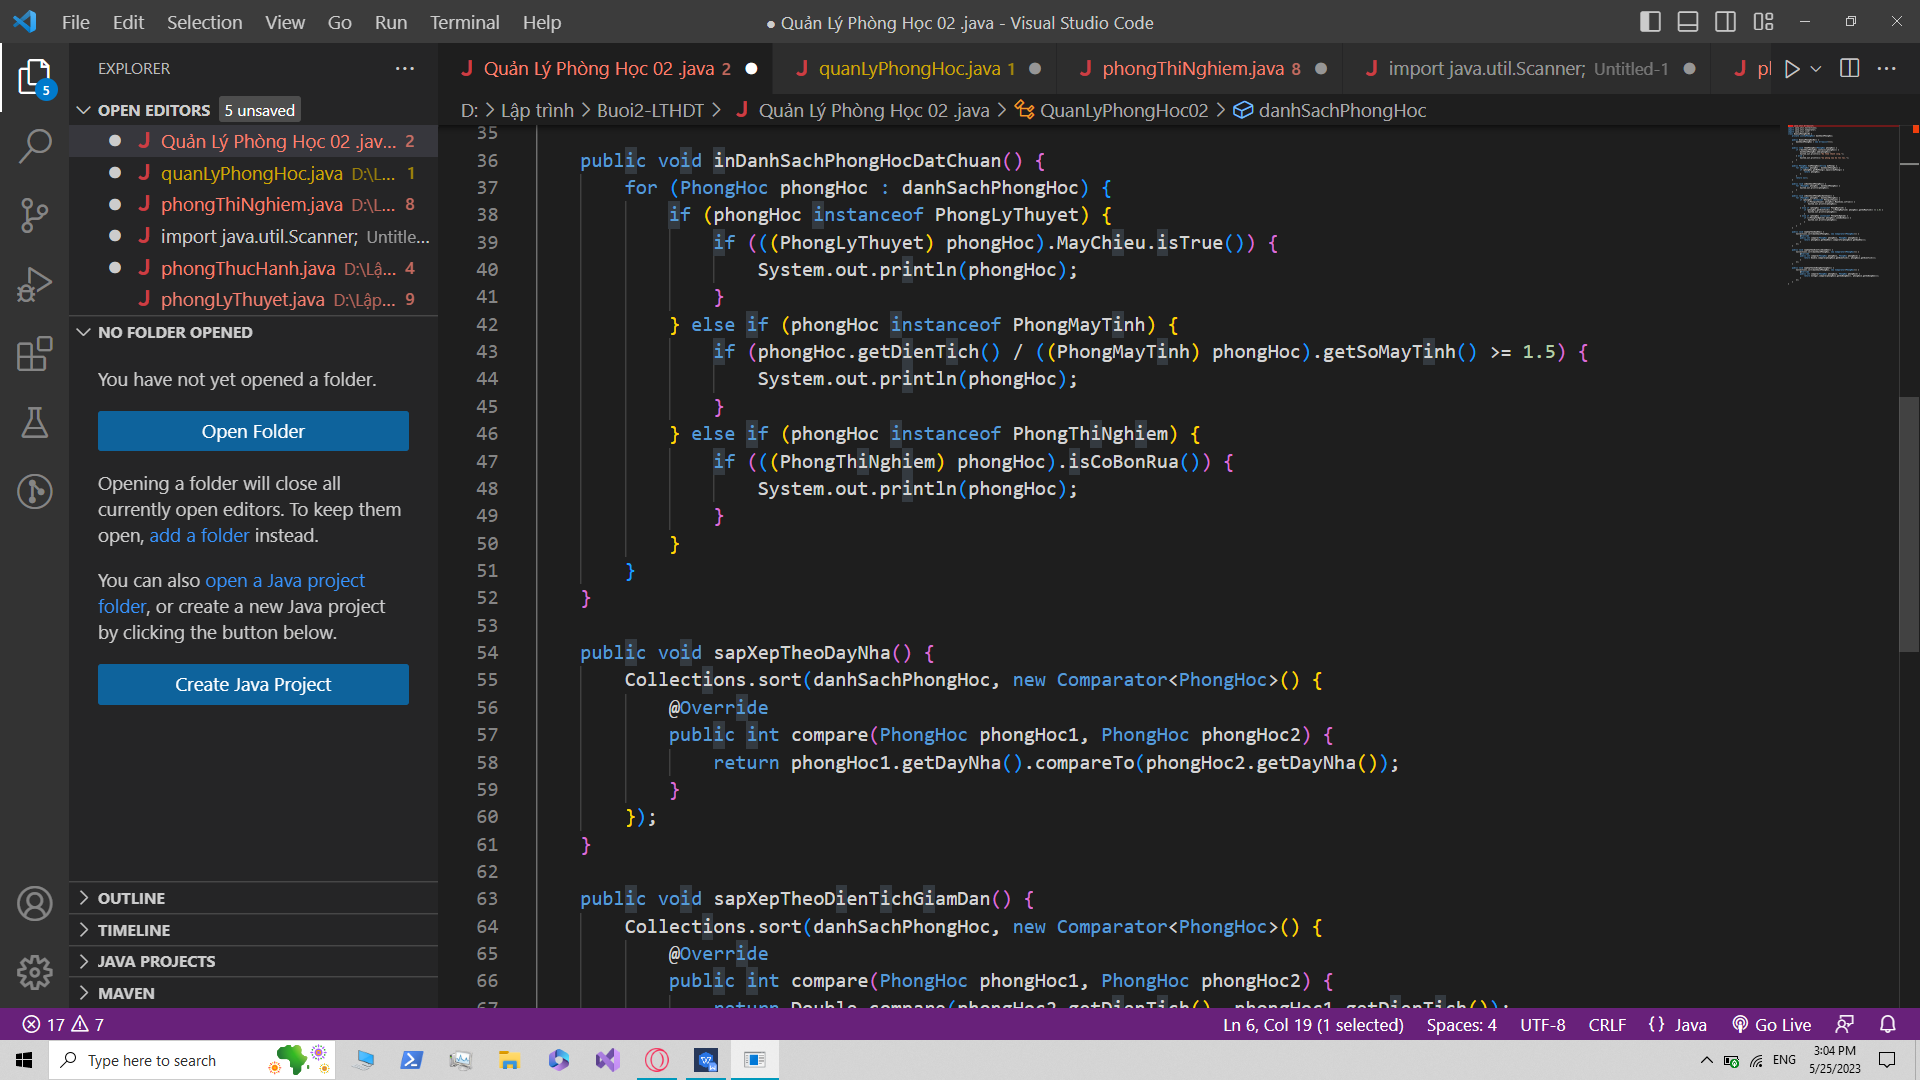 File Edit Selection View Go Run Terminal Help
● Quản Lý Phòng Học 02 .java - Visual Studio Code
EXPLORER
OPEN EDITORS 5 unsaved
Quản Lý Phòng Học 02 .jav... 2
quanLyPhongHoc.java D:\L... 1
phongThiNghiem.java D:\L... 8
import java.util.Scanner; Untitle...
phongThucHanh.java D:\Lậ... 4
phongLyThuyet.java D:\Lập... 9
NO FOLDER OPENED
You have not yet opened a folder.
Open Folder
Opening a folder will close all
currently open editors. To keep them
open, add a folder instead.
You can also open a Java project
folder, or create a new Java project
by clicking the button below.
Create Java Project
OUTLINE
TIMELINE
JAVA PROJECTS
MAVEN
5
Quản Lý Phòng Học 02 .java 2
quanLyPhongHoc.java 1
phongThiNghiem.java 8
import java.util.Scanner; Untitled-1
D: > Lập trình > Buoi2-LTHDT > Quản Lý Phòng Học 02 .java > QuanLyPhongHoc02 > danhSachPhongHoc
35
36 public void inDanhSachPhongHocDatChuan() {
37 for (PhongHoc phongHoc : danhSachPhongHoc) {
38 if (phongHoc instanceof PhongLyThuyet) {
39 if (((PhongLyThuyet) phongHoc).MayChieu.isTrue()) {
40 System.out.println(phongHoc);
41 }
42 } else if (phongHoc instanceof PhongMayTinh) {
43 if (phongHoc.getDienTich() / ((PhongMayTinh) phongHoc).getSoMayTinh() >= 1.5) {
44 System.out.println(phongHoc);
45 }
46 } else if (phongHoc instanceof PhongThiNghiem) {
47 if (((PhongThiNghiem) phongHoc).isCoBonRua()) {
48 System.out.println(phongHoc);
49 }
50 }
51 }
52 }
53
54 public void sapXepTheoDayNha() {
55 Collections.sort(danhSachPhongHoc, new Comparator<PhongHoc>() {
56 @Override
57 public int compare(PhongHoc phongHoc1, PhongHoc phongHoc2) {
58 return phongHoc1.getDayNha().compareTo(phongHoc2.getDayNha());
59 }
60 });
61 }
62
63 public void sapXepTheoDienTichGiamDan() {
64 Collections.sort(danhSachPhongHoc, new Comparator<PhongHoc>() {
65 @Override
66 public int compare(PhongHoc phongHoc1, PhongHoc phongHoc2) {
67 return Double.compare(phongHoc2.getDienTich(), phongHoc1.getDienTich());
17 7
Ln 6, Col 19 (1 selected) Spaces: 4 UTF-8 CRLF {} Java Go Live
Type here to search
ENG
3:04 PM
5/25/2023